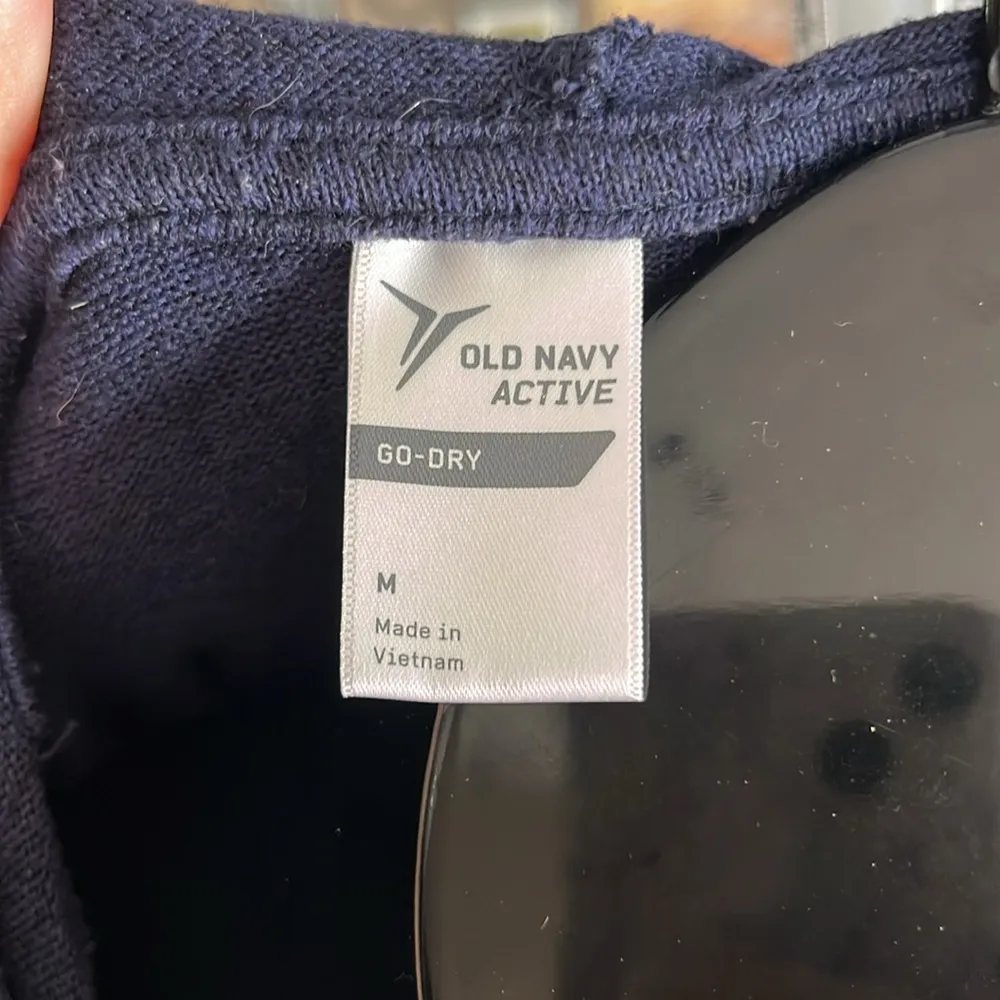 OLD NAVY
ACTIVE
GO-DRY
M
Made in
Vietnam